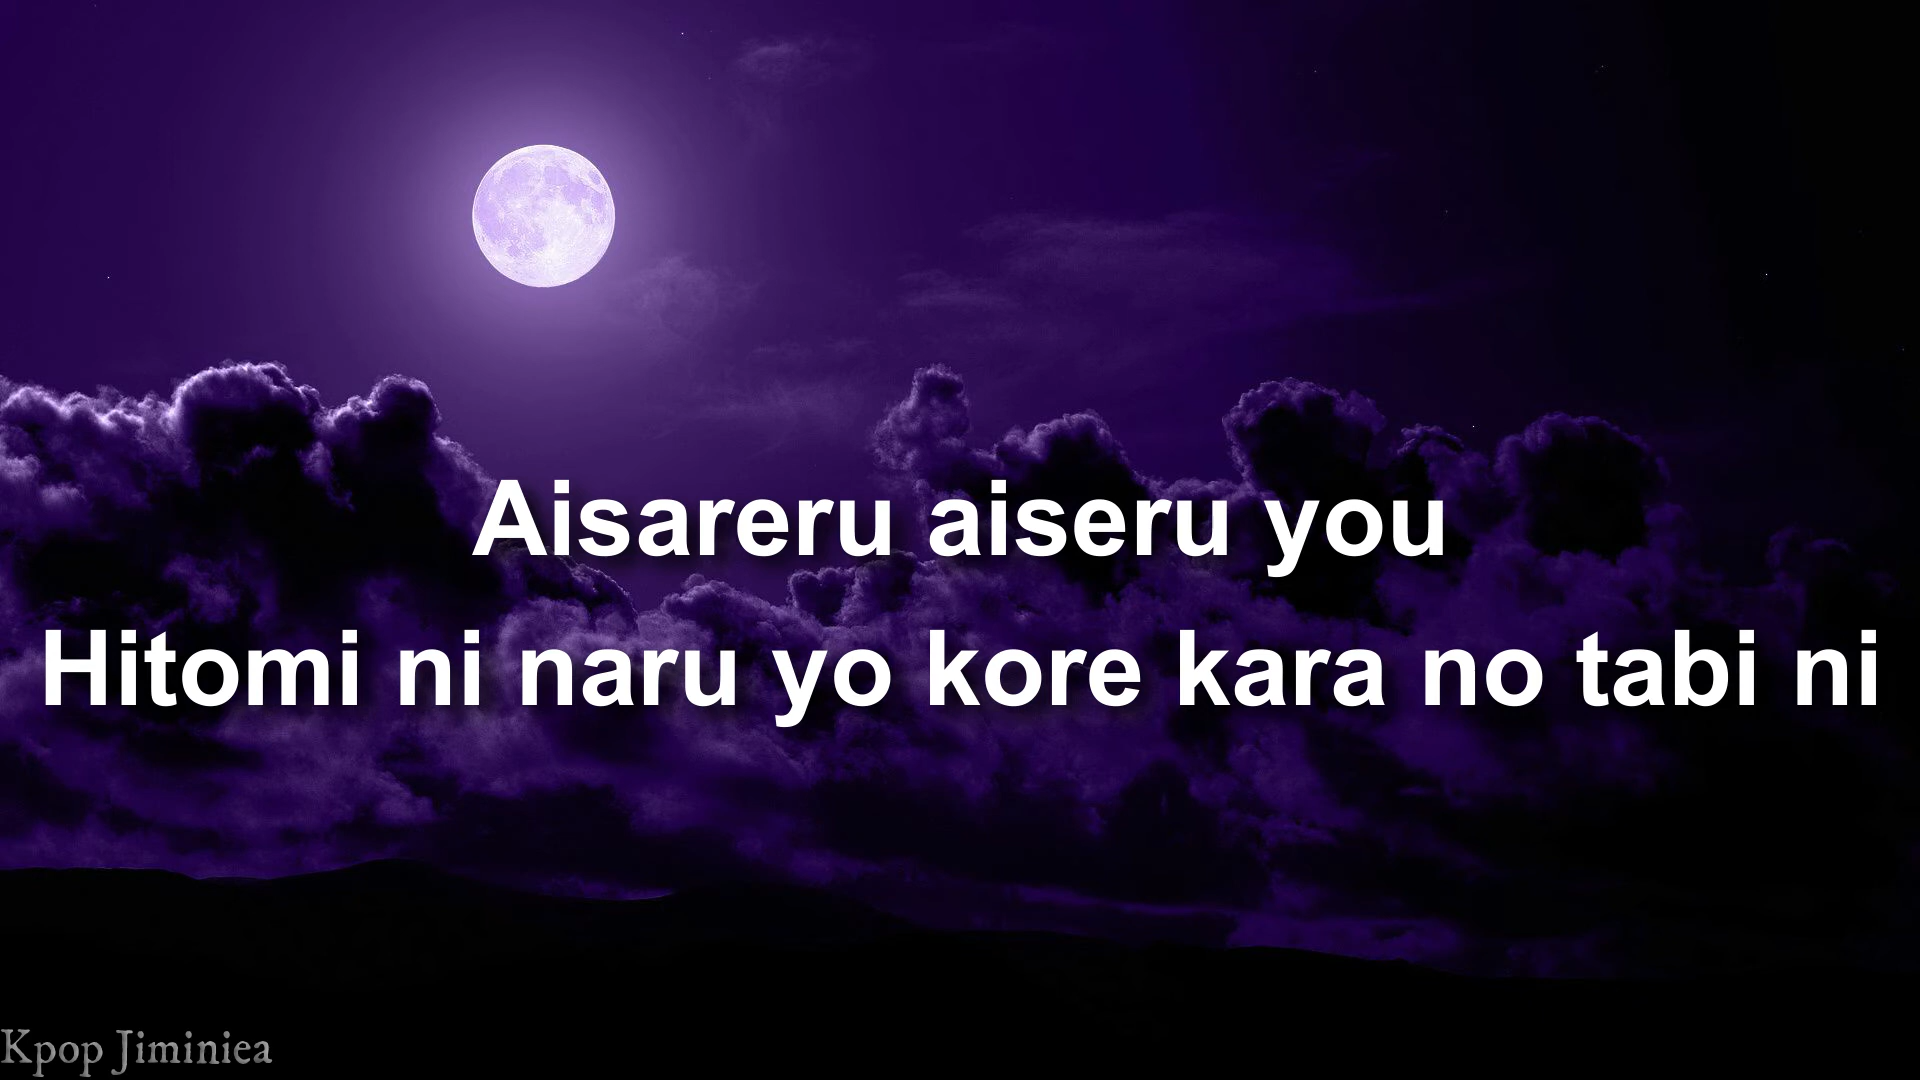 Aisareru aiseru you
Hitomi ni naru yo kore kara no tabi ni
Kpop Jiminiea